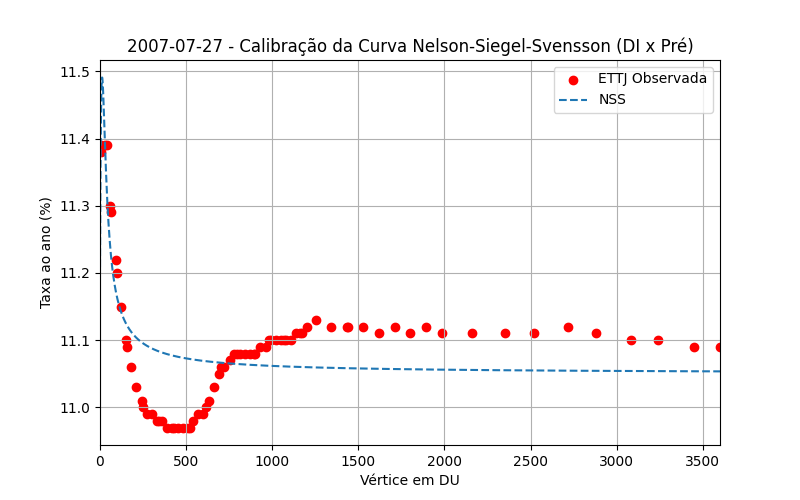 2007-07-27 - Calibração da Curva Nelson-Siegel-Svensson (DI x Pré)
ETTJ Observada
NSS
Taxa ao ano (%)
11.5
11.4
11.3
11.2
11.1
11.0
0 500 1000 1500 2000 2500 3000 3500
Vértice em DU